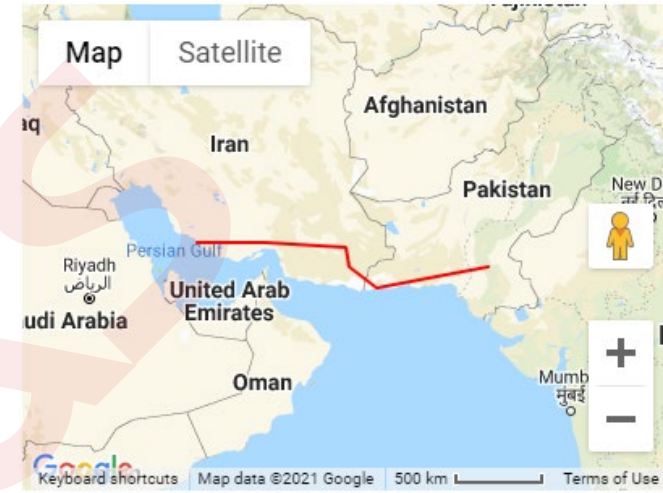 Map Satellite
Afghanistan
Iran
Pakistan
New D
Persian Gulf
Riyadh
الرياض
United Arab
Emirates
udi Arabia
Oman
Mumb
मुंबई
Google
Keyboard shortcuts Map data ©2021 Google 500 km Terms of Use